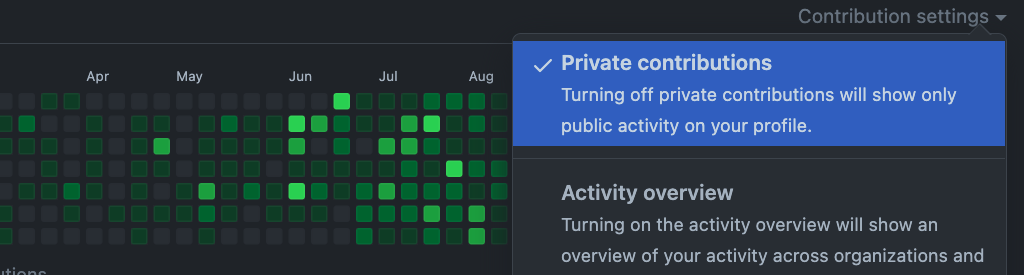 Contribution settings
Apr May Jun Jul Aug
Private contributions
Turning off private contributions will show only
public activity on your profile.
Activity overview
Turning on the activity overview will show an
overview of your activity across organizations and